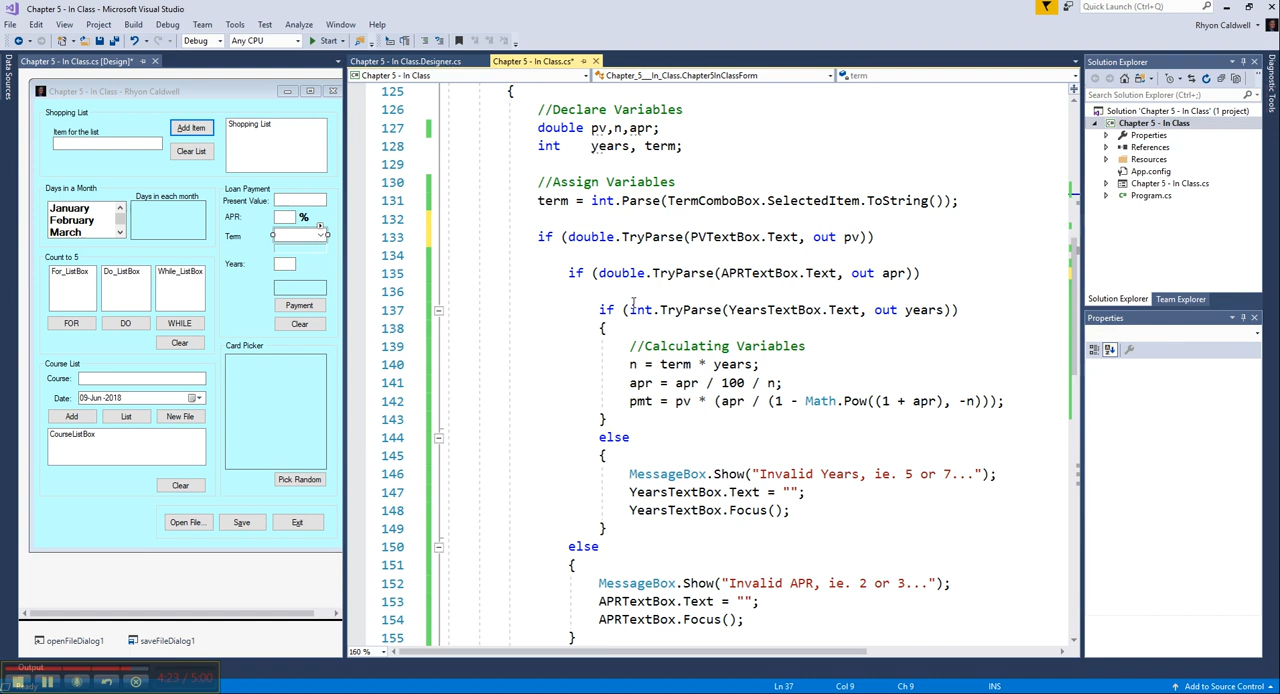 Chapter 5 - In Class - Microsoft Visual Studio
Quick Launch (Ctrl+Q)
File Edit View Project Build Debug Team Tools Test Analyze Window Help
Rhyon Caldwell
Debug Any CPU Start
Data Sources
Chapter 5 - In Class.cs [Design]*
Chapter 5 - In Class.Designer.cs Chapter 5 - In Class.cs*
Chapter 5 - In Class Chapter_5___In_Class.Chapter5InClassForm term
Chapter 5 - In Class - Rhyon Caldwell
Shopping List
Item for the list
Add Item
Clear List
Shopping List
Days in a Month
January
February
March
Days in each month
Loan Payment
Present Value:
APR: %
Term
Years:
Payment
Clear
Count to 5
For_ListBox Do_ListBox While_ListBox
FOR DO WHILE
Clear
Card Picker
Pick Random
Course List
Course:
Date: 09-Jun -2018
Add List New File
CourseListBox
Clear
Open File... Save Exit
openFileDialog1 saveFileDialog1
125 {
126 //Declare Variables
127 double pv,n,apr;
128 int years, term;
129
130 //Assign Variables
131 term = int.Parse(TermComboBox.SelectedItem.ToString());
132
133 if (double.TryParse(PVTextBox.Text, out pv))
134
135 if (double.TryParse(APRTextBox.Text, out apr))
136
137 if (int.TryParse(YearsTextBox.Text, out years))
138 {
139 //Calculating Variables
140 n = term * years;
141 apr = apr / 100 / n;
142 pmt = pv * (apr / (1 - Math.Pow((1 + apr), -n)));
143 }
144 else
145 {
146 MessageBox.Show("Invalid Years, ie. 5 or 7...");
147 YearsTextBox.Text = "";
148 YearsTextBox.Focus();
149 }
150 else
151 {
152 MessageBox.Show("Invalid APR, ie. 2 or 3...");
153 APRTextBox.Text = "";
154 APRTextBox.Focus();
155 }
160 %
Solution Explorer
Search Solution Explorer (Ctrl+;)
Solution 'Chapter 5 - In Class' (1 project)
Chapter 5 - In Class
Properties
References
Resources
App.config
Chapter 5 - In Class.cs
Program.cs
Solution Explorer Team Explorer
Properties
Diagnostic Tools
Output
4:23 / 5:00
Ready
Ln 37 Col 9 Ch 9 INS Add to Source Control